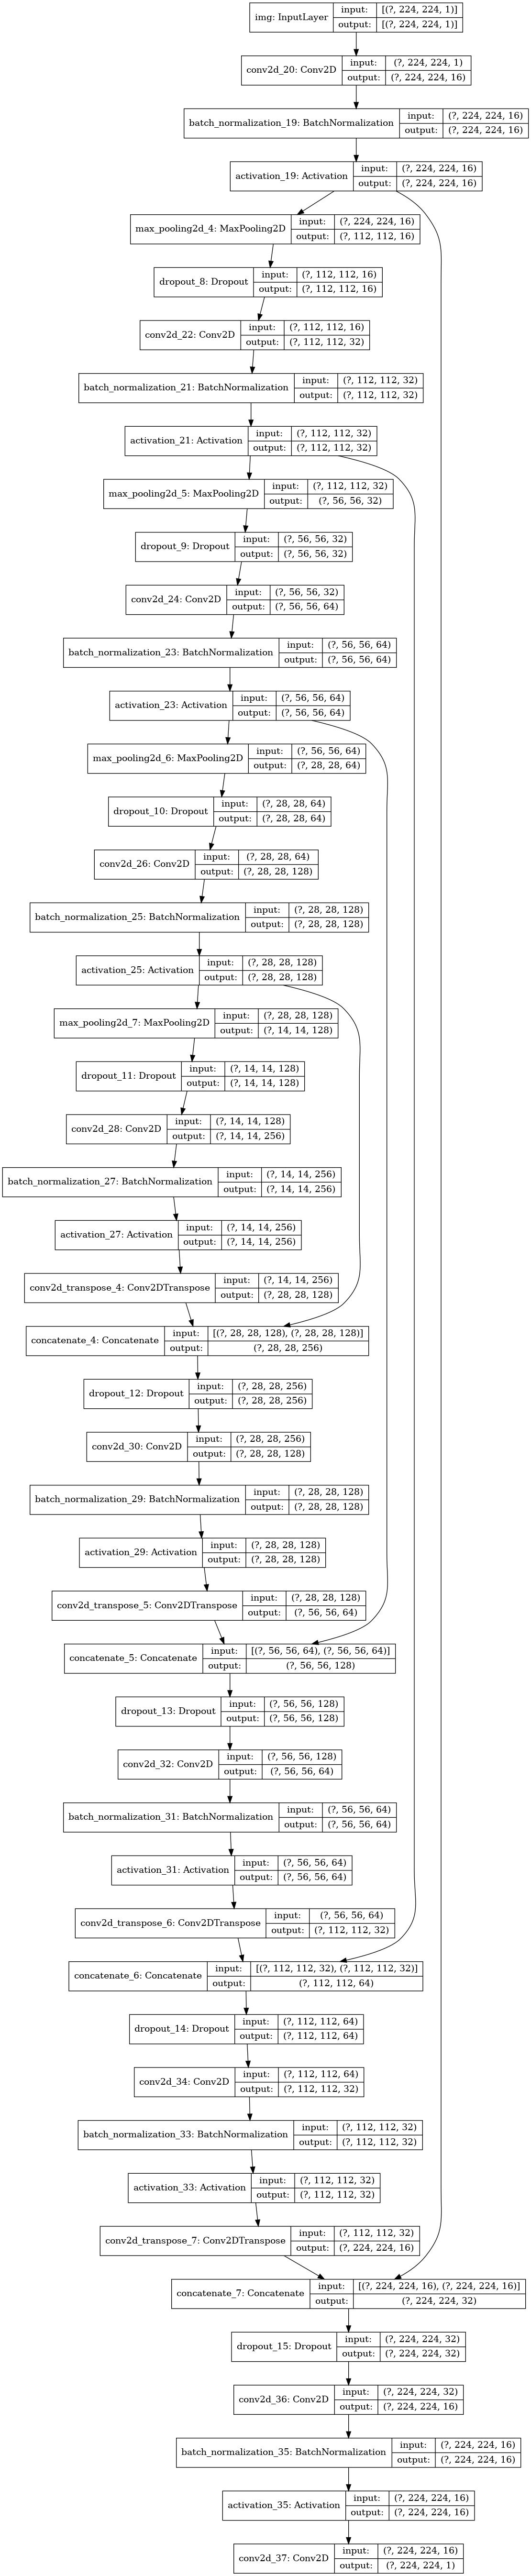 img: InputLayer input: [(?, 224, 224, 1)]
output: [(?, 224, 224, 1)]
conv2d_20: Conv2D input: (?, 224, 224, 1)
output: (?, 224, 224, 16)
batch_normalization_19: BatchNormalization input: (?, 224, 224, 16)
output: (?, 224, 224, 16)
activation_19: Activation input: (?, 224, 224, 16)
output: (?, 224, 224, 16)
max_pooling2d_4: MaxPooling2D input: (?, 224, 224, 16)
output: (?, 112, 112, 16)
dropout_8: Dropout input: (?, 112, 112, 16)
output: (?, 112, 112, 16)
conv2d_22: Conv2D input: (?, 112, 112, 16)
output: (?, 112, 112, 32)
batch_normalization_21: BatchNormalization input: (?, 112, 112, 32)
output: (?, 112, 112, 32)
activation_21: Activation input: (?, 112, 112, 32)
output: (?, 112, 112, 32)
max_pooling2d_5: MaxPooling2D input: (?, 112, 112, 32)
output: (?, 56, 56, 32)
dropout_9: Dropout input: (?, 56, 56, 32)
output: (?, 56, 56, 32)
conv2d_24: Conv2D input: (?, 56, 56, 32)
output: (?, 56, 56, 64)
batch_normalization_23: BatchNormalization input: (?, 56, 56, 64)
output: (?, 56, 56, 64)
activation_23: Activation input: (?, 56, 56, 64)
output: (?, 56, 56, 64)
max_pooling2d_6: MaxPooling2D input: (?, 56, 56, 64)
output: (?, 28, 28, 64)
dropout_10: Dropout input: (?, 28, 28, 64)
output: (?, 28, 28, 64)
conv2d_26: Conv2D input: (?, 28, 28, 64)
output: (?, 28, 28, 128)
batch_normalization_25: BatchNormalization input: (?, 28, 28, 128)
output: (?, 28, 28, 128)
activation_25: Activation input: (?, 28, 28, 128)
output: (?, 28, 28, 128)
max_pooling2d_7: MaxPooling2D input: (?, 28, 28, 128)
output: (?, 14, 14, 128)
dropout_11: Dropout input: (?, 14, 14, 128)
output: (?, 14, 14, 128)
conv2d_28: Conv2D input: (?, 14, 14, 128)
output: (?, 14, 14, 256)
batch_normalization_27: BatchNormalization input: (?, 14, 14, 256)
output: (?, 14, 14, 256)
activation_27: Activation input: (?, 14, 14, 256)
output: (?, 14, 14, 256)
conv2d_transpose_4: Conv2DTranspose input: (?, 14, 14, 256)
output: (?, 28, 28, 128)
concatenate_4: Concatenate input: [(?, 28, 28, 128), (?, 28, 28, 128)]
output: (?, 28, 28, 256)
dropout_12: Dropout input: (?, 28, 28, 256)
output: (?, 28, 28, 256)
conv2d_30: Conv2D input: (?, 28, 28, 256)
output: (?, 28, 28, 128)
batch_normalization_29: BatchNormalization input: (?, 28, 28, 128)
output: (?, 28, 28, 128)
activation_29: Activation input: (?, 28, 28, 128)
output: (?, 28, 28, 128)
conv2d_transpose_5: Conv2DTranspose input: (?, 28, 28, 128)
output: (?, 56, 56, 64)
concatenate_5: Concatenate input: [(?, 56, 56, 64), (?, 56, 56, 64)]
output: (?, 56, 56, 128)
dropout_13: Dropout input: (?, 56, 56, 128)
output: (?, 56, 56, 128)
conv2d_32: Conv2D input: (?, 56, 56, 128)
output: (?, 56, 56, 64)
batch_normalization_31: BatchNormalization input: (?, 56, 56, 64)
output: (?, 56, 56, 64)
activation_31: Activation input: (?, 56, 56, 64)
output: (?, 56, 56, 64)
conv2d_transpose_6: Conv2DTranspose input: (?, 56, 56, 64)
output: (?, 112, 112, 32)
concatenate_6: Concatenate input: [(?, 112, 112, 32), (?, 112, 112, 32)]
output: (?, 112, 112, 64)
dropout_14: Dropout input: (?, 112, 112, 64)
output: (?, 112, 112, 64)
conv2d_34: Conv2D input: (?, 112, 112, 64)
output: (?, 112, 112, 32)
batch_normalization_33: BatchNormalization input: (?, 112, 112, 32)
output: (?, 112, 112, 32)
activation_33: Activation input: (?, 112, 112, 32)
output: (?, 112, 112, 32)
conv2d_transpose_7: Conv2DTranspose input: (?, 112, 112, 32)
output: (?, 224, 224, 16)
concatenate_7: Concatenate input: [(?, 224, 224, 16), (?, 224, 224, 16)]
output: (?, 224, 224, 32)
dropout_15: Dropout input: (?, 224, 224, 32)
output: (?, 224, 224, 32)
conv2d_36: Conv2D input: (?, 224, 224, 32)
output: (?, 224, 224, 16)
batch_normalization_35: BatchNormalization input: (?, 224, 224, 16)
output: (?, 224, 224, 16)
activation_35: Activation input: (?, 224, 224, 16)
output: (?, 224, 224, 16)
conv2d_37: Conv2D input: (?, 224, 224, 16)
output: (?, 224, 224, 1)